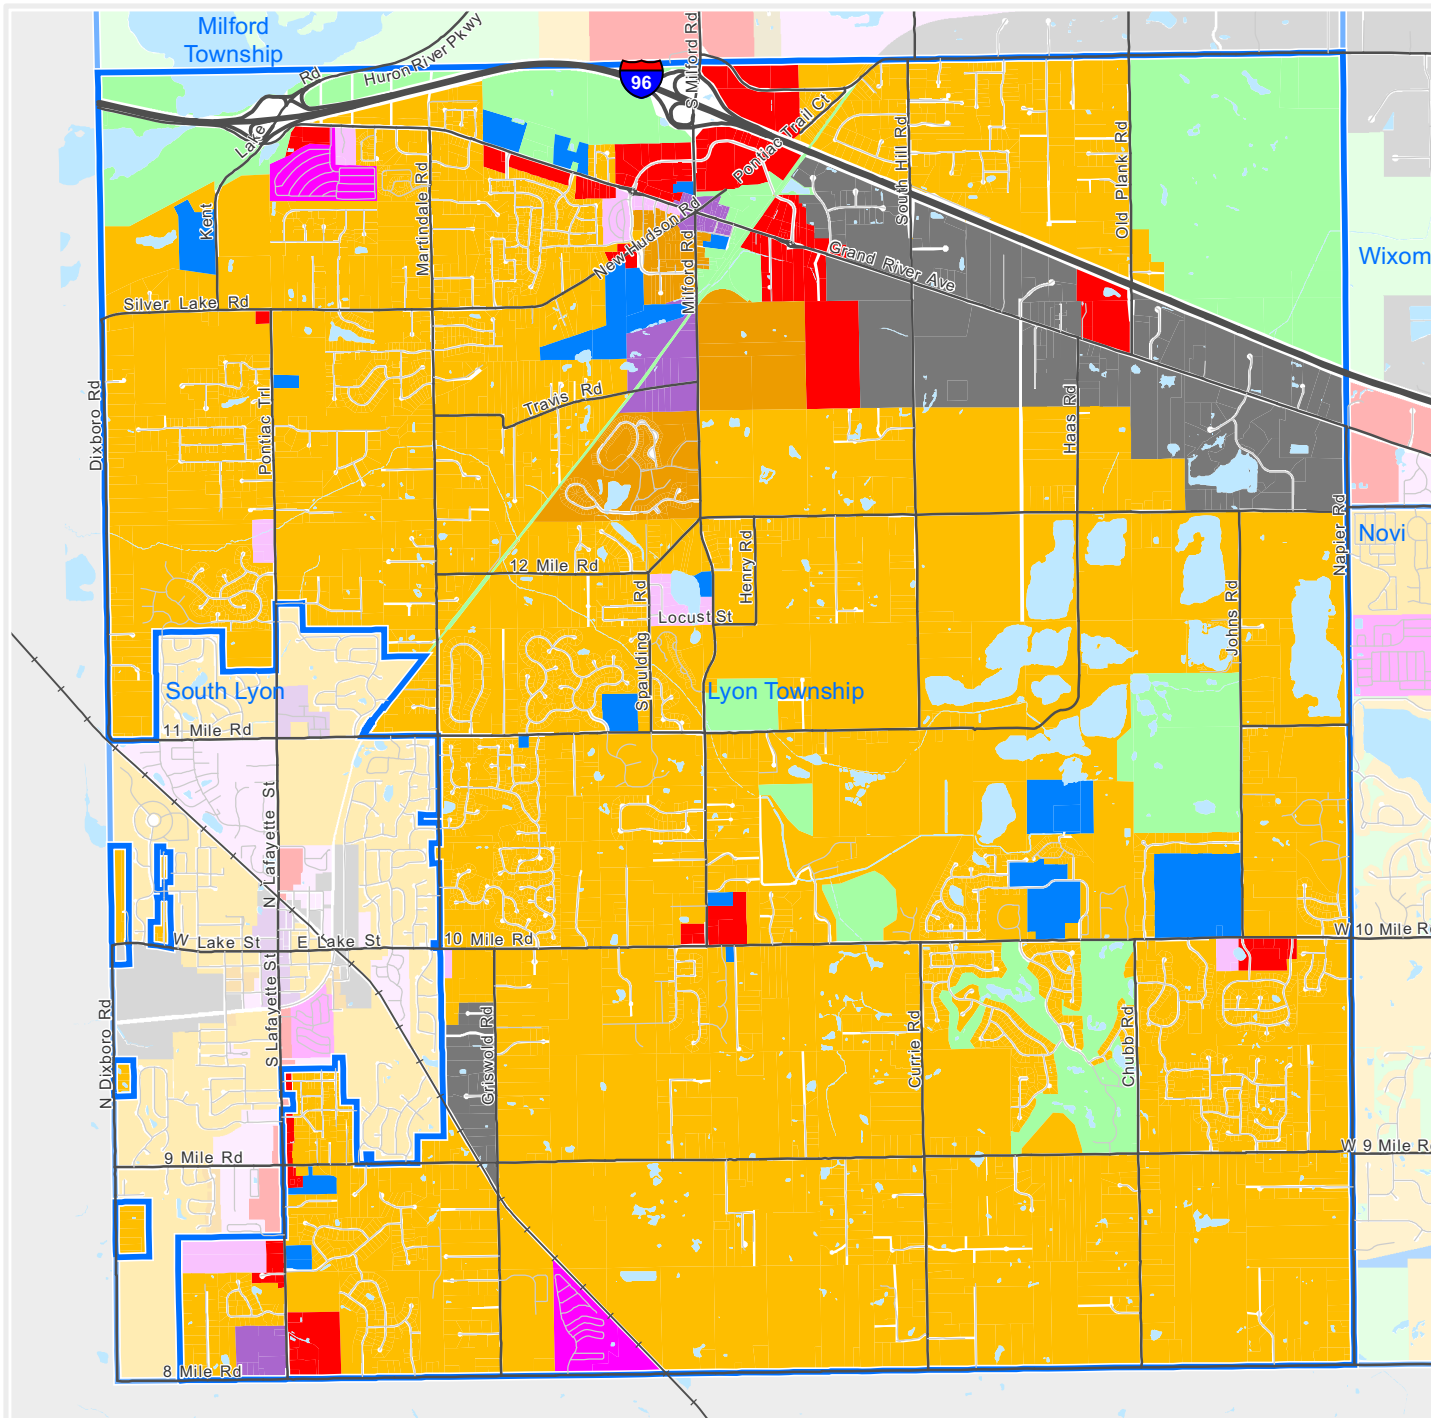 Milford
Township
Huron River Pkwy
Rd
S Milford Rd
96
Lake
Pontiac Trail Ct
South Hill Rd
Old Plank Rd
Martindale Rd
Kent
New Hudson Rd
Milford Rd
Grand River Ave
Wixom
Silver Lake Rd
Dixboro Rd
Pontiac Trl
Travis Rd
Haas Rd
Napier Rd
Novi
12 Mile Rd
Henry Rd
Spaulding Rd
Locust St
Johns Rd
South Lyon
Lyon Township
11 Mile Rd
N Lafayette St
W Lake St
E Lake St
10 Mile Rd
W 10 Mile Rd
S Lafayette St
N Dixboro Rd
Griswold Rd
Currie Rd
Chubb Rd
9 Mile Rd
W 9 Mile Rd
8 Mile Rd